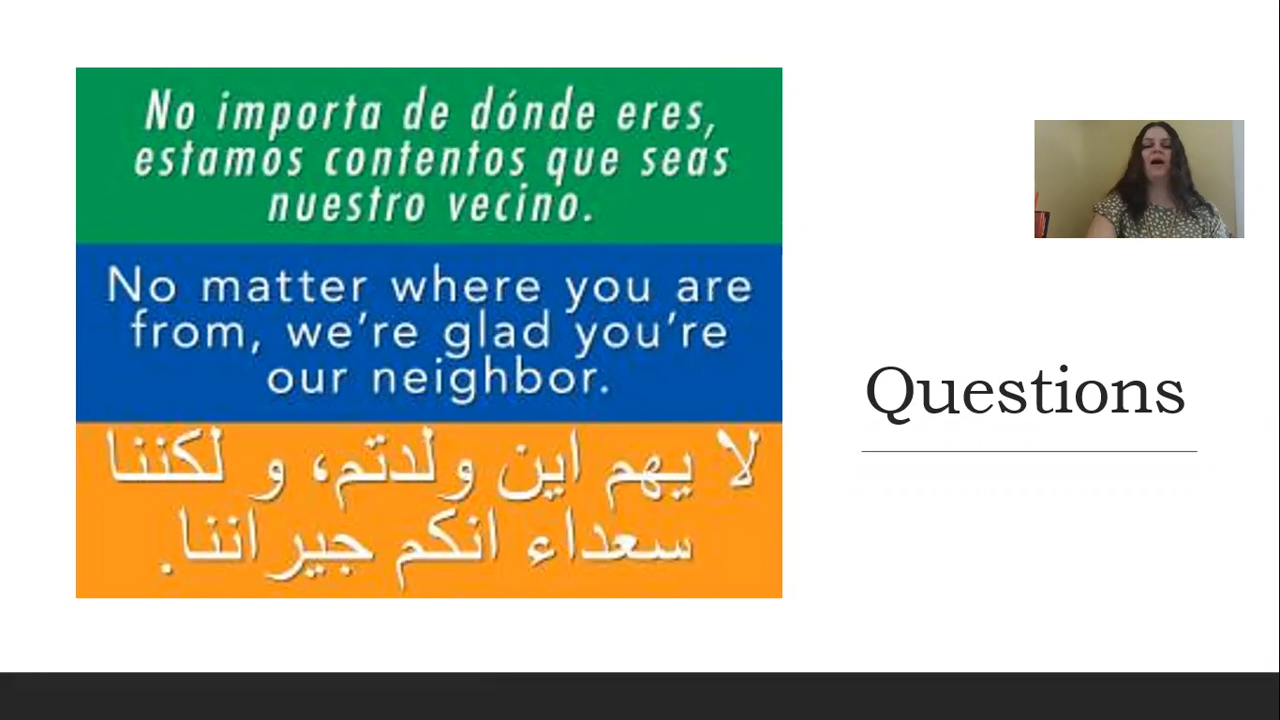 No importa de dónde eres,
estamos contentos que seas
nuestro vecino.
No matter where you are
from, we're glad you're
our neighbor.
لا يهم اين ولدتم، و لكننا
سعداء انكم جيراننا.
Questions